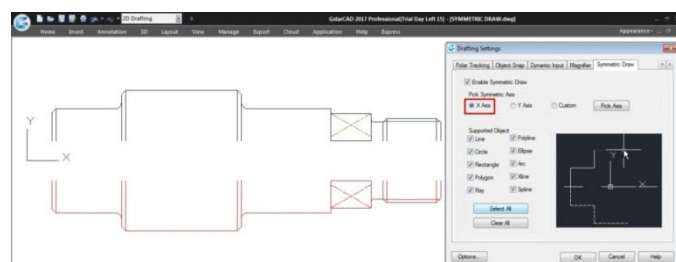 2D Drafting
GstarCAD 2017 Professional(Trial Day Left 15) - [SYMMETRIC DRAW.dwg]
Home Insert Annotation 3D Layout View Manage Export Cloud Application Help Express
Appearance
Drafting Settings
Polar Tracking Object Snap Dynamic Input Magnifier Symmetric Draw
Enable Symmetric Draw
Pick Symmetric Axis
X Axis Y Axis Custom Pick Axis
Supported Object
Line Polyline
Circle Ellipse
Rectangle Arc
Polygon Xline
Ray Spline
Select All
Clear All
Y
X
Y
X
Options... OK Cancel Help